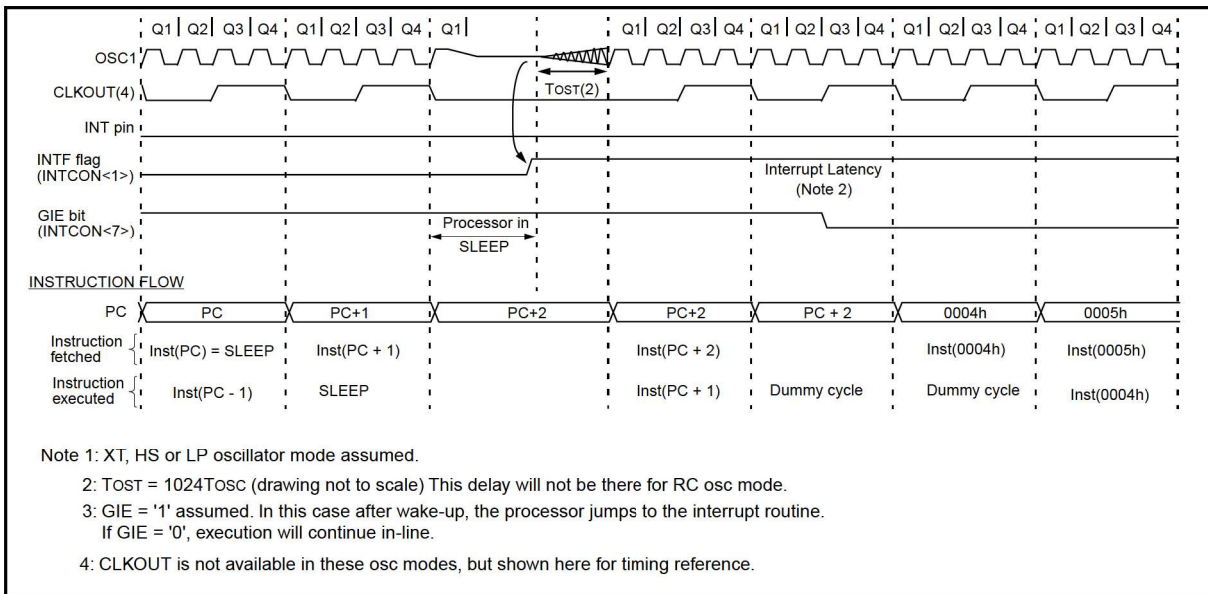 Q1 | Q2 | Q3 | Q4 | Q1 | Q2 | Q3 | Q4 | Q1 | Q1 | Q2 | Q3 | Q4 | Q1 | Q2 | Q3 | Q4 | Q1 | Q2 | Q3 | Q4 | Q1 | Q2 | Q3 | Q4
OSC1
TOST(2)
CLKOUT(4)
INT pin
INTF flag
(INTCON<1>)
Interrupt Latency
(Note 2)
GIE bit
(INTCON<7>)
Processor in
SLEEP
INSTRUCTION FLOW
PC PC PC+1 PC+2 PC+2 PC + 2 0004h 0005h
Instruction
fetched
Inst(PC) = SLEEP Inst(PC + 1) Inst(PC + 2) Inst(0004h) Inst(0005h)
Instruction
executed
Inst(PC - 1) SLEEP Inst(PC + 1) Dummy cycle Dummy cycle Inst(0004h)
Note 1: XT, HS or LP oscillator mode assumed.
2: TOST = 1024TOSC (drawing not to scale) This delay will not be there for RC osc mode.
3: GIE = '1' assumed. In this case after wake-up, the processor jumps to the interrupt routine.
If GIE = '0', execution will continue in-line.
4: CLKOUT is not available in these osc modes, but shown here for timing reference.